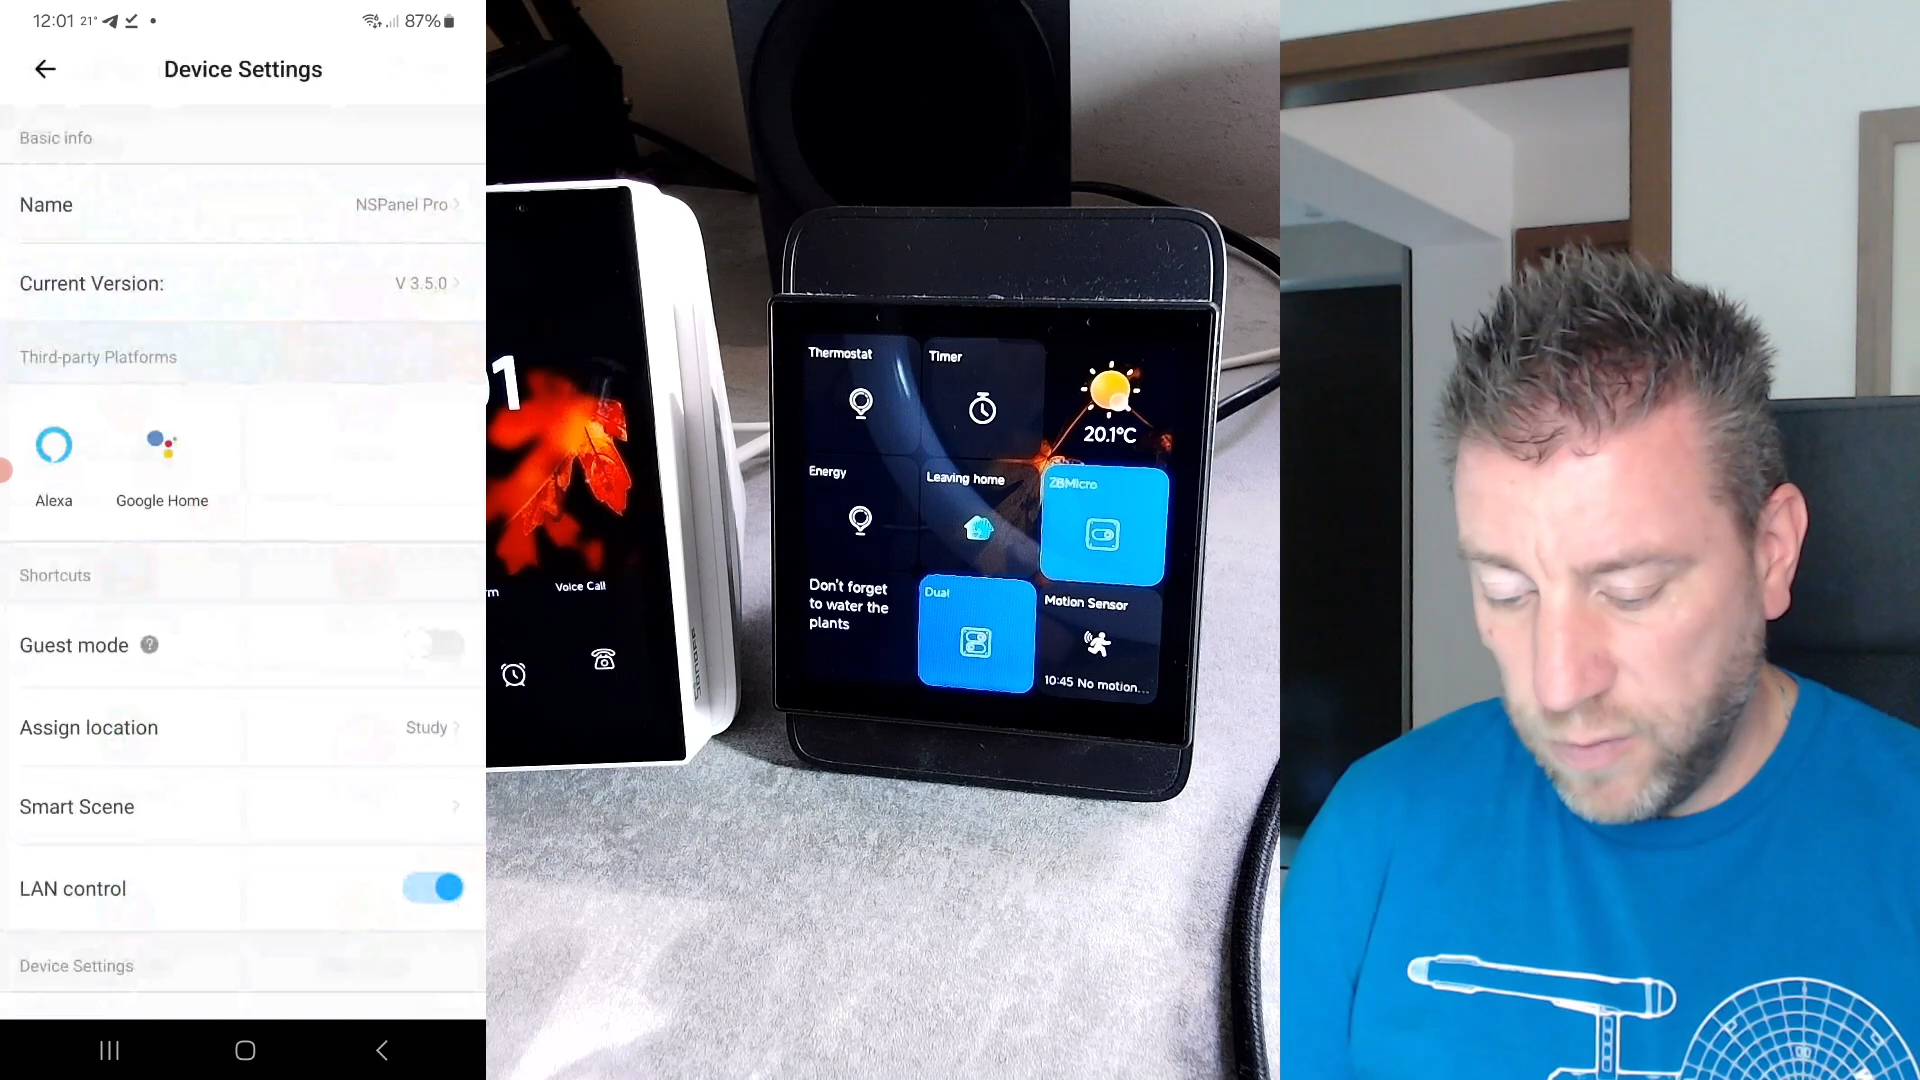 12:01 21°
87%
Device Settings
Basic info
Name NSPanel Pro
Current Version: V 3.5.0
Third-party Platforms
Alexa Google Home
Shortcuts
Guest mode ?
Assign location Study
Smart Scene
LAN control
Device Settings
1
rm Voice Call
Thermostat Timer
20.1°C
Energy Leaving home ZBMicro
Don't forget
to water the
plants
Dual Motion Sensor
10:45 No motion...